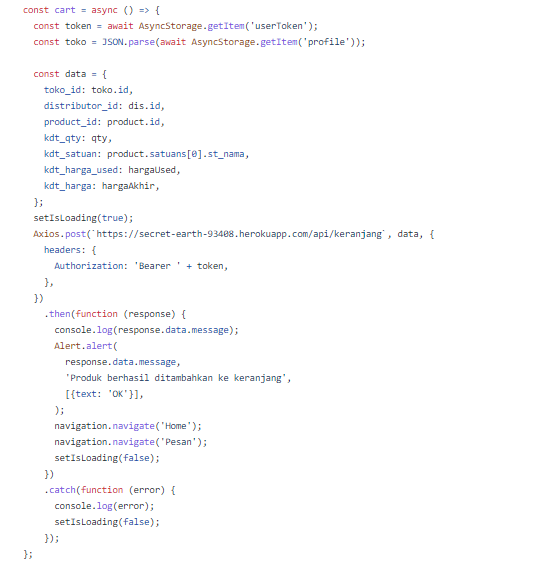 const cart = async () => {
  const token = await AsyncStorage.getItem('userToken');
  const toko = JSON.parse(await AsyncStorage.getItem('profile'));

  const data = {
    toko_id: toko.id,
    distributor_id: dis.id,
    product_id: product.id,
    kdt_qty: qty,
    kdt_satuan: product.satuans[0].st_nama,
    kdt_harga_used: hargaUsed,
    kdt_harga: hargaAkhir,
  };
  setIsLoading(true);
  Axios.post(`https://secret-earth-93408.herokuapp.com/api/keranjang`, data, {
    headers: {
      Authorization: 'Bearer ' + token,
    },
  })
    .then(function (response) {
      console.log(response.data.message);
      Alert.alert(
        response.data.message,
        'Produk berhasil ditambahkan ke keranjang',
        [{text: 'OK'}],
      );
      navigation.navigate('Home');
      navigation.navigate('Pesan');
      setIsLoading(false);
    })
    .catch(function (error) {
      console.log(error);
      setIsLoading(false);
    });
};